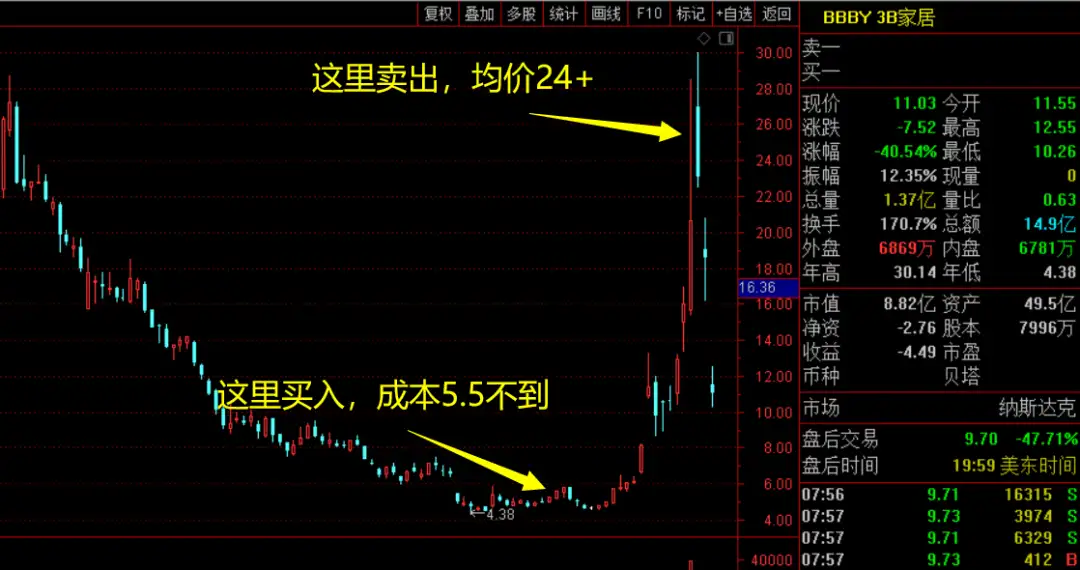 复权 叠加 多股 统计 画线 F10 标记 +自选 返回
BBBY 3B家居
这里卖出，均价24+
这里买入，成本5.5不到
←4.38
30.00
28.00
26.00
24.00
22.00
20.00
18.00
16.36
16.00
14.00
12.00
10.00
8.00
6.00
4.00
40000
卖一
买一
现价 11.03 今开 11.55
涨跌 -7.52 最高 12.55
涨幅 -40.54% 最低 10.26
振幅 12.35% 现量 0
总量 1.37亿 量比 0.63
换手 170.7% 总额 14.9亿
外盘 6869万 内盘 6781万
年高 30.14 年低 4.38
市值 8.82亿 资产 49.5亿
净资 -2.76 股本 7996万
收益 -4.49 市盈
币种 贝塔
市场 纳斯达克
盘后交易 9.70 -47.71%
盘后时间 19:59 美东时间
07:56 9.71 16315 S
07:57 9.73 3974 S
07:57 9.71 6329 S
07:57 9.73 412 B